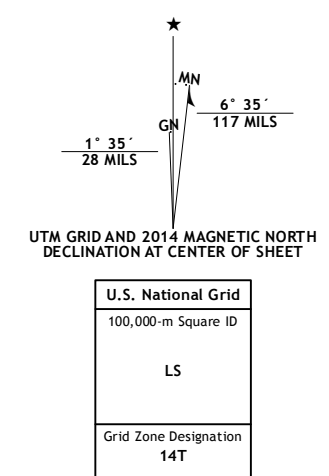 ★
MN
GN
6° 35´
117 MILS
1° 35´
28 MILS
UTM GRID AND 2014 MAGNETIC NORTH
DECLINATION AT CENTER OF SHEET
U.S. National Grid
100,000-m Square ID
LS
Grid Zone Designation
14T